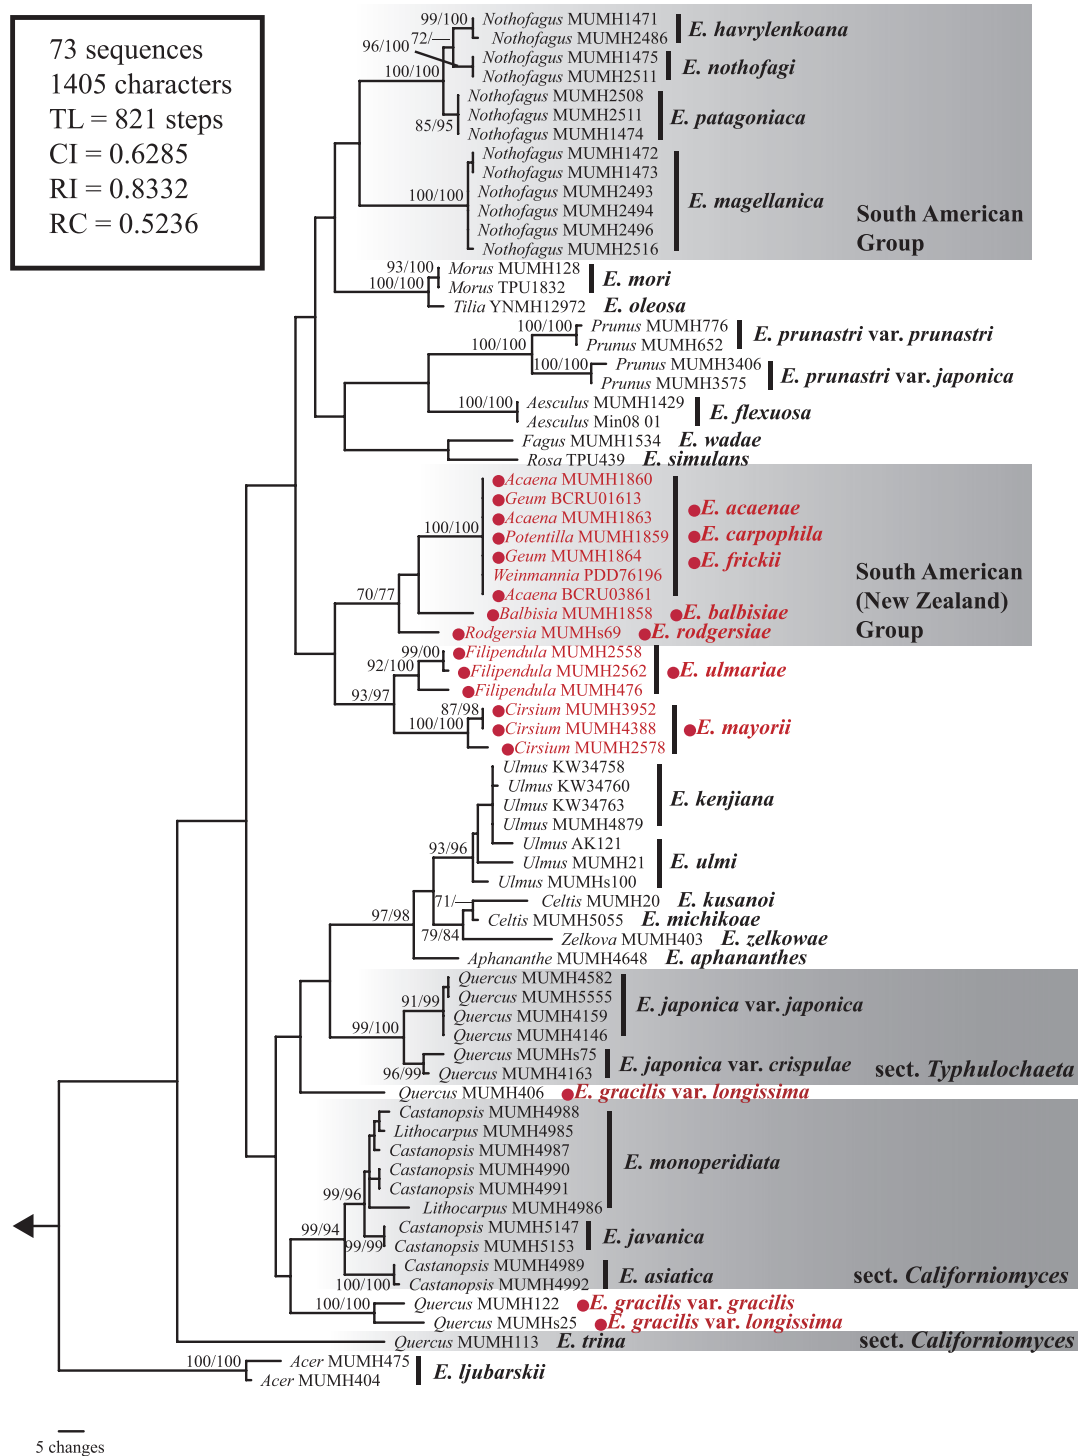 73 sequences
1405 characters
TL = 821 steps
CI = 0.6285
RI = 0.8332
RC = 0.5236
99/100
Nothofagus MUMH1471
72/—
Nothofagus MUMH2486
E. havrylenkoana
96/100
Nothofagus MUMH1475
Nothofagus MUMH2511
E. nothofagi
100/100
Nothofagus MUMH2508
Nothofagus MUMH2511
Nothofagus MUMH1474
E. patagoniaca
85/95
Nothofagus MUMH1472
Nothofagus MUMH1473
Nothofagus MUMH2493
Nothofagus MUMH2494
Nothofagus MUMH2496
Nothofagus MUMH2516
100/100
E. magellanica
South American
Group
93/100
Morus MUMH128
Morus TPU1832
E. mori
100/100
Tilia YNMH12972 E. oleosa
100/100
Prunus MUMH776
Prunus MUMH652
E. prunastri var. prunastri
100/100
100/100
Prunus MUMH3406
Prunus MUMH3575
E. prunastri var. japonica
100/100
Aesculus MUMH1429
Aesculus Min08 01
E. flexuosa
Fagus MUMH1534 E. wadae
Rosa TPU439 E. simulans
Acaena MUMH1860
Geum BCRU01613
Acaena MUMH1863
Potentilla MUMH1859
Geum MUMH1864
Weinmannia PDD76196
Acaena BCRU03861
100/100
E. acaenae
E. carpophila
E. frickii
South American
(New Zealand)
Group
70/77
Balbisia MUMH1858 E. balbisiae
Rodgersia MUMHs69 E. rodgersiae
99/00
Filipendula MUMH2558
92/100
Filipendula MUMH2562
Filipendula MUMH476
E. ulmariae
93/97
87/98
Cirsium MUMH3952
100/100
Cirsium MUMH4388
Cirsium MUMH2578
E. mayorii
Ulmus KW34758
Ulmus KW34760
Ulmus KW34763
Ulmus MUMH4879
E. kenjiana
93/96
Ulmus AK121
Ulmus MUMH21
Ulmus MUMHs100
E. ulmi
71/—
Celtis MUMH20 E. kusanoi
Celtis MUMH5055 E. michikoae
97/98
79/84
Zelkova MUMH403 E. zelkowae
Aphananthe MUMH4648 E. aphananthes
Quercus MUMH4582
91/99
Quercus MUMH5555
Quercus MUMH4159
Quercus MUMH4146
E. japonica var. japonica
99/100
Quercus MUMHs75
Quercus MUMH4163
96/99
E. japonica var. crispulae
sect. Typhulochaeta
Quercus MUMH406 E. gracilis var. longissima
Castanopsis MUMH4988
Lithocarpus MUMH4985
Castanopsis MUMH4987
Castanopsis MUMH4990
Castanopsis MUMH4991
Lithocarpus MUMH4986
E. monoperidiata
99/96
99/94
Castanopsis MUMH5147
Castanopsis MUMH5153
99/99
E. javanica
Castanopsis MUMH4989
Castanopsis MUMH4992
100/100
E. asiatica
sect. Californiomyces
100/100
Quercus MUMH122 E. gracilis var. gracilis
Quercus MUMHs25 E. gracilis var. longissima
Quercus MUMH113 E. trina
sect. Californiomyces
100/100
Acer MUMH475
Acer MUMH404
E. ljubarskii
5 changes